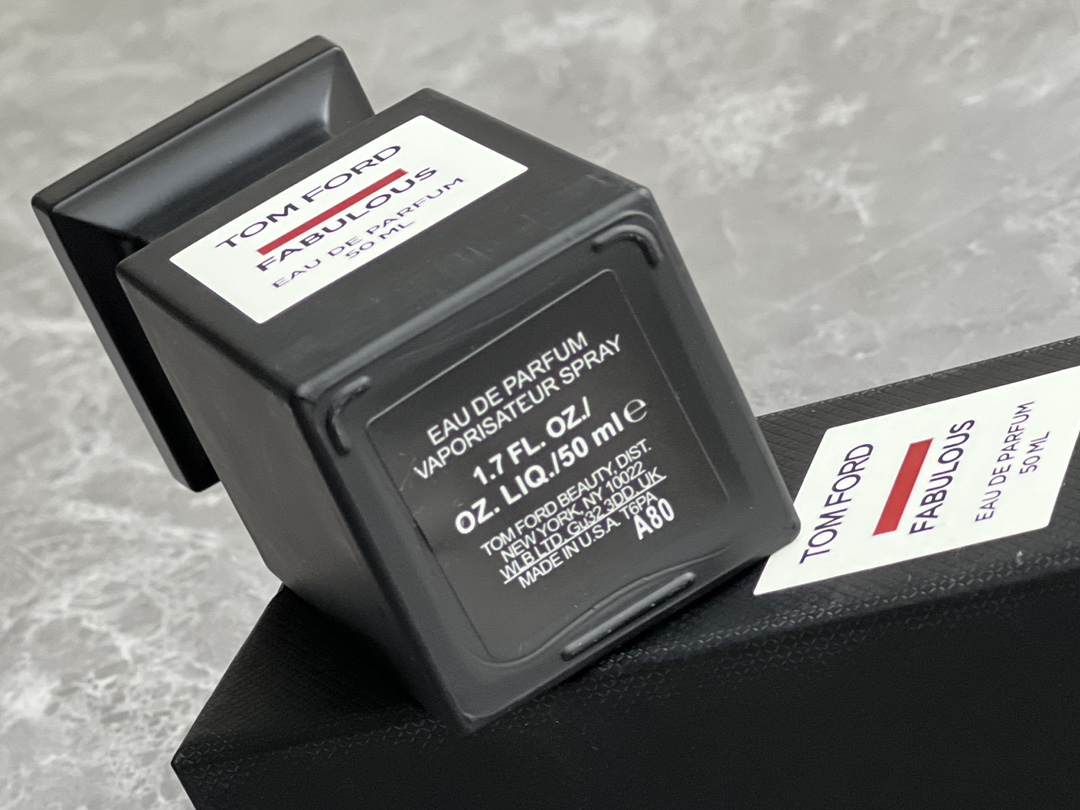 TOM FORD
FABULOUS
EAU DE PARFUM
50 ML
EAU DE PARFUM
VAPORISATEUR SPRAY
1.7 FL. OZ./
OZ. LIQ./50 ml ℮
TOM FORD BEAUTY, DIST.
NEW YORK, NY 10022
WLB LTD. Gu32 3DD, UK
MADE IN U.S.A. T6PA
A80
TOM FORD
FABULOUS
EAU DE PARFUM
50 ML